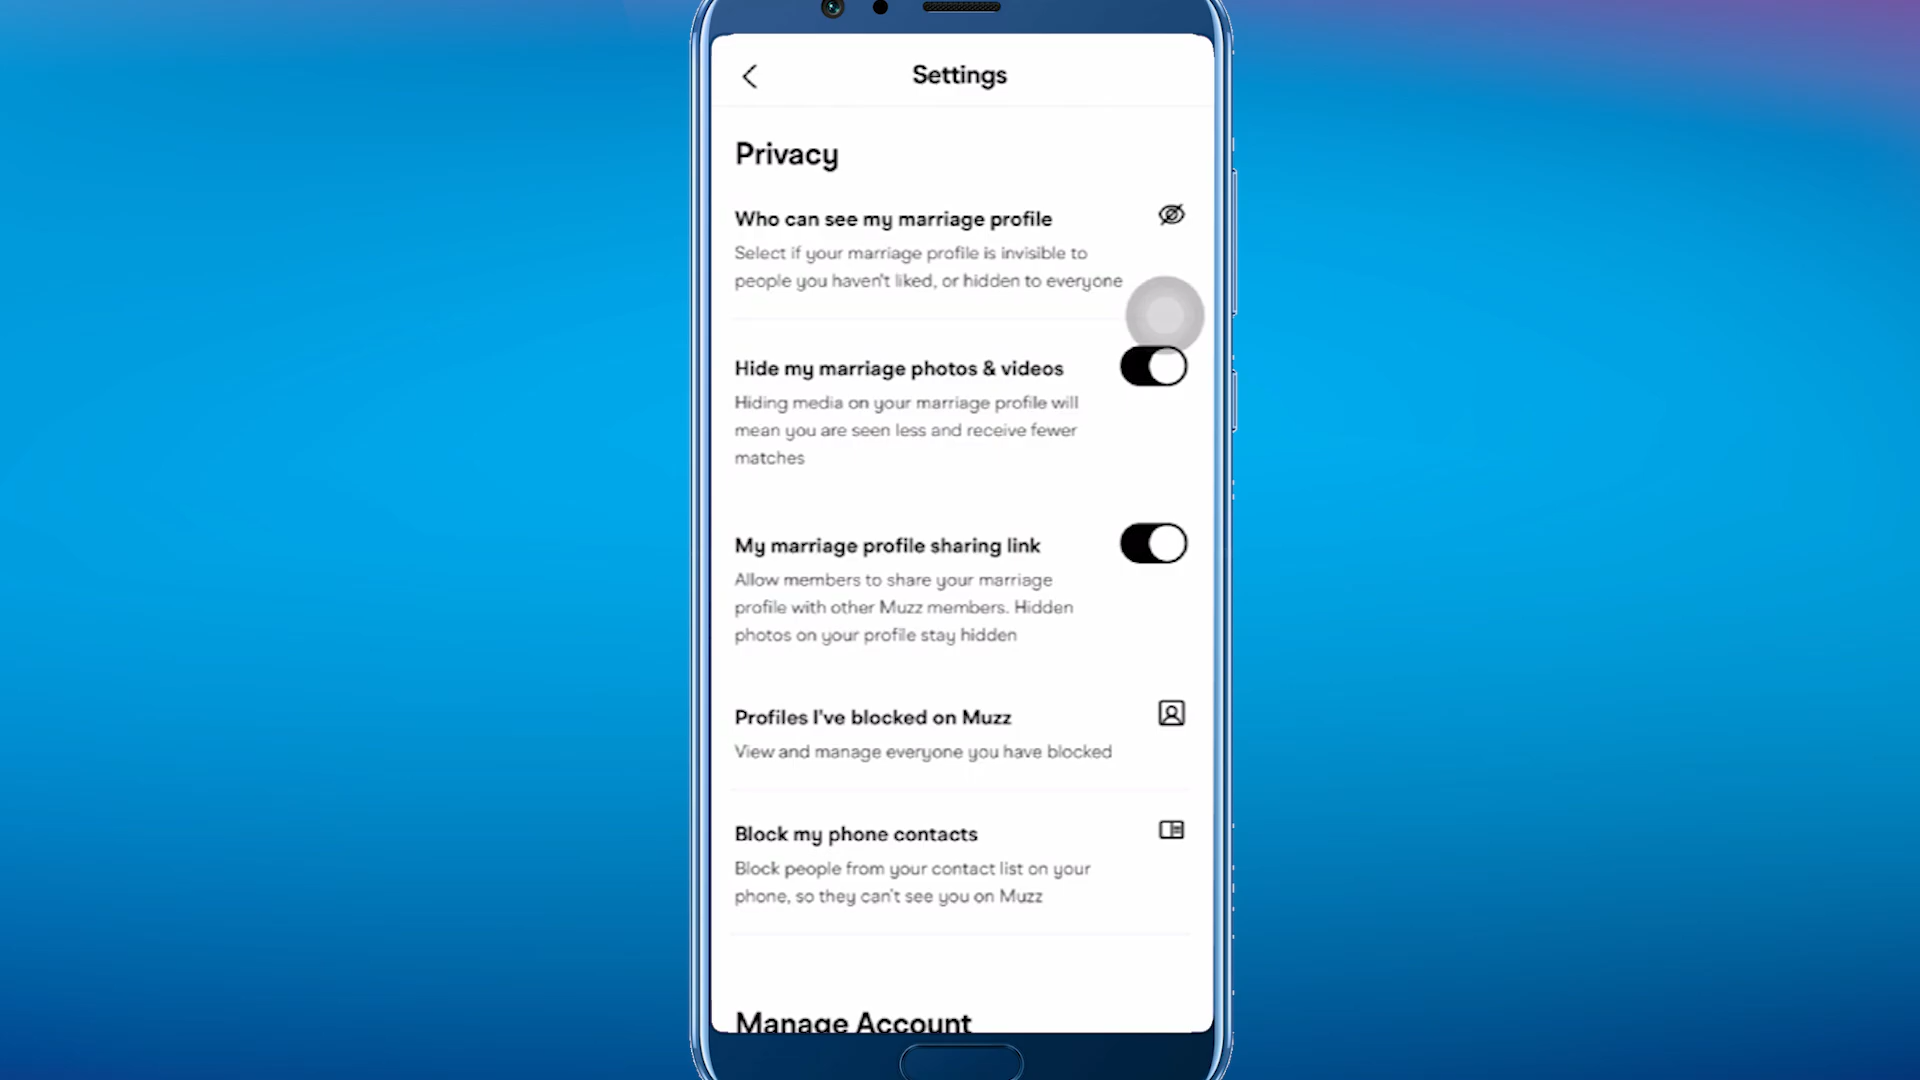 Settings
Privacy
Who can see my marriage profile
Select if your marriage profile is invisible to
people you haven't liked, or hidden to everyone
Hide my marriage photos & videos
Hiding media on your marriage profile will
mean you are seen less and receive fewer
matches
My marriage profile sharing link
Allow members to share your marriage
profile with other Muzz members. Hidden
photos on your profile stay hidden
Profiles I've blocked on Muzz
View and manage everyone you have blocked
Block my phone contacts
Block people from your contact list on your
phone, so they can't see you on Muzz
Manage Account